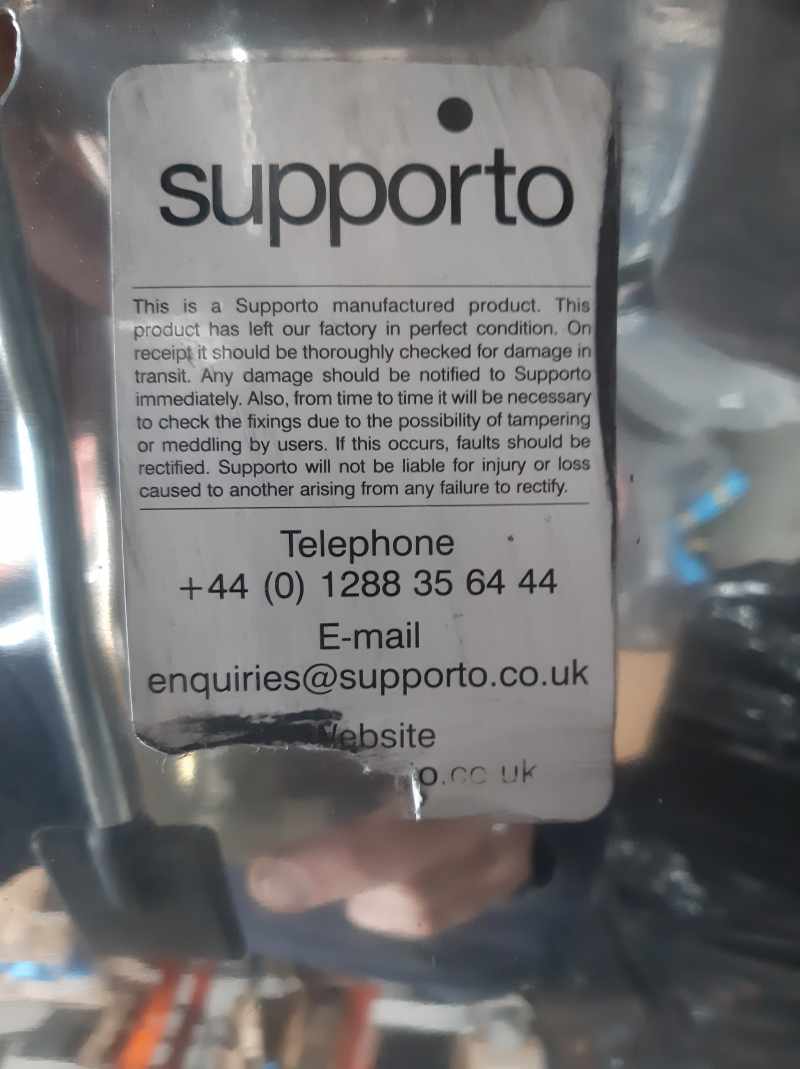 supporto
This is a Supporto manufactured product. This
product has left our factory in perfect condition. On
receipt it should be thoroughly checked for damage in
transit. Any damage should be notified to Supporto
immediately. Also, from time to time it will be necessary
to check the fixings due to the possibility of tampering
or meddling by users. If this occurs, faults should be
rectified. Supporto will not be liable for injury or loss
caused to another arising from any failure to rectify.
Telephone
+44 (0) 1288 35 64 44
E-mail
enquiries@supporto.co.uk
Website
o.co.uk